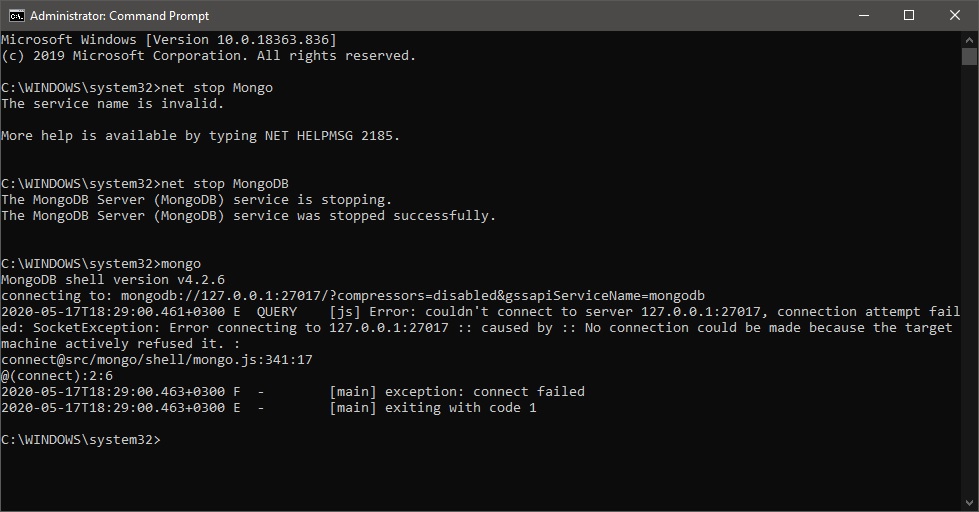 Administrator: Command Prompt
Microsoft Windows [Version 10.0.18363.836]
(c) 2019 Microsoft Corporation. All rights reserved.
C:\WINDOWS\system32>net stop Mongo
The service name is invalid.
More help is available by typing NET HELPMSG 2185.
C:\WINDOWS\system32>net stop MongoDB
The MongoDB Server (MongoDB) service is stopping.
The MongoDB Server (MongoDB) service was stopped successfully.
C:\WINDOWS\system32>mongo
MongoDB shell version v4.2.6
connecting to: mongodb://127.0.0.1:27017/?compressors=disabled&gssapiServiceName=mongodb
2020-05-17T18:29:00.461+0300 E  QUERY    [js] Error: couldn't connect to server 127.0.0.1:27017, connection attempt fail
ed: SocketException: Error connecting to 127.0.0.1:27017 :: caused by :: No connection could be made because the target
machine actively refused it. :
connect@src/mongo/shell/mongo.js:341:17
@(connect):2:6
2020-05-17T18:29:00.463+0300 F  -        [main] exception: connect failed
2020-05-17T18:29:00.463+0300 E  -        [main] exiting with code 1
C:\WINDOWS\system32>